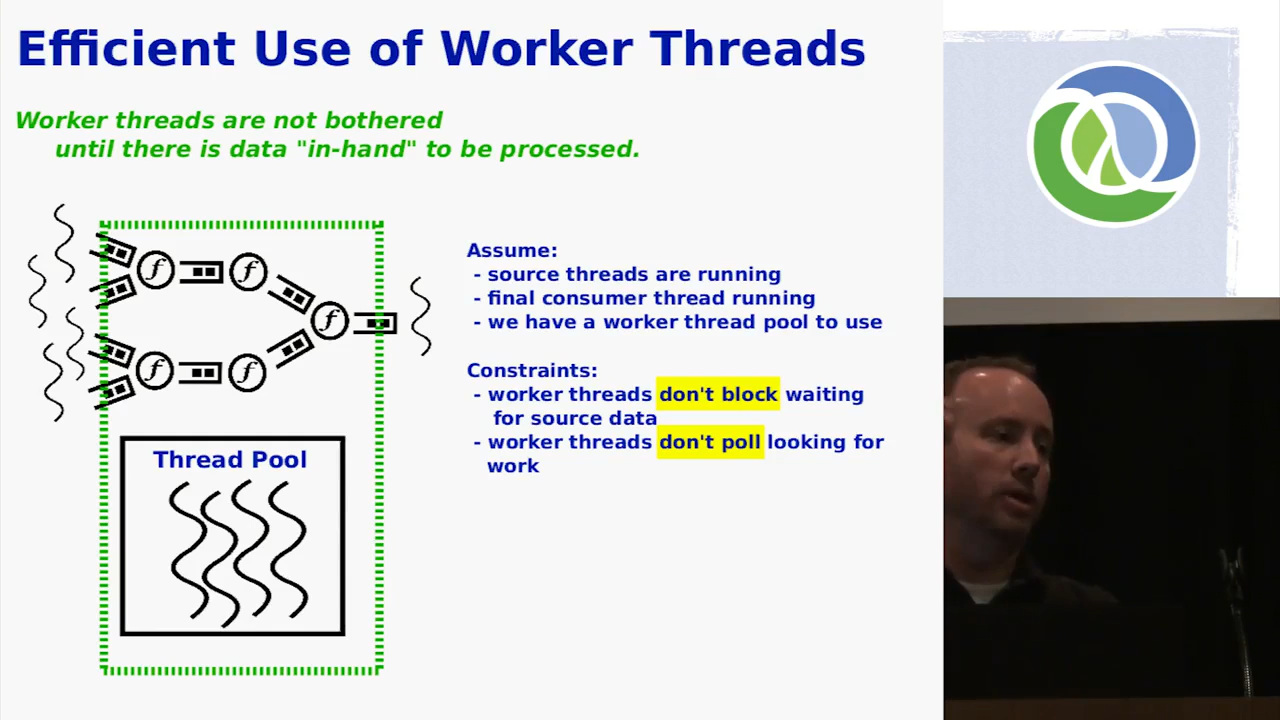 Efficient Use of Worker Threads
Worker threads are not bothered
until there is data "in-hand" to be processed.
f
f
f
f
f
Assume:
- source threads are running
- final consumer thread running
- we have a worker thread pool to use
Constraints:
- worker threads don't block waiting
for source data
- worker threads don't poll looking for
work
Thread Pool